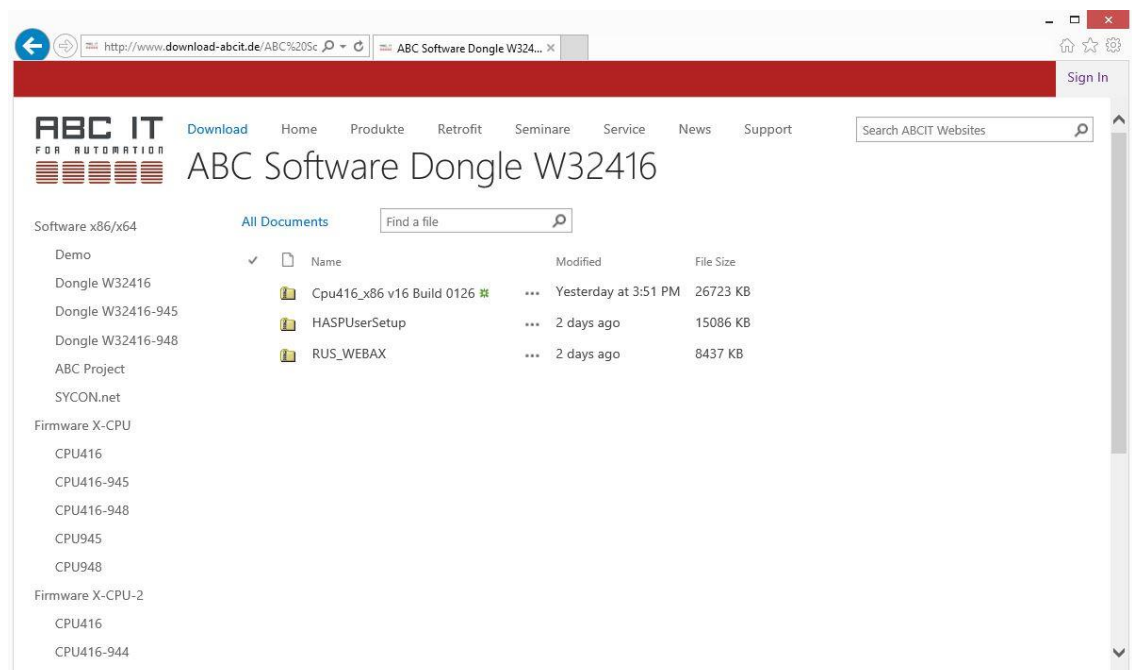 http://www.download-abcit.de/ABC%20Sc
ABC Software Dongle W324...
Sign In
ABC IT
FOR AUTOMATION
Download Home Produkte Retrofit Seminare Service News Support
Search ABCIT Websites
ABC Software Dongle W32416
All Documents
Find a file
Name Modified File Size
Cpu416_x86 v16 Build 0126 ... Yesterday at 3:51 PM 26723 KB
HASPUserSetup ... 2 days ago 15086 KB
RUS_WEBAX ... 2 days ago 8437 KB
Software x86/x64
Demo
Dongle W32416
Dongle W32416-945
Dongle W32416-948
ABC Project
SYCON.net
Firmware X-CPU
CPU416
CPU416-945
CPU416-948
CPU945
CPU948
Firmware X-CPU-2
CPU416
CPU416-944